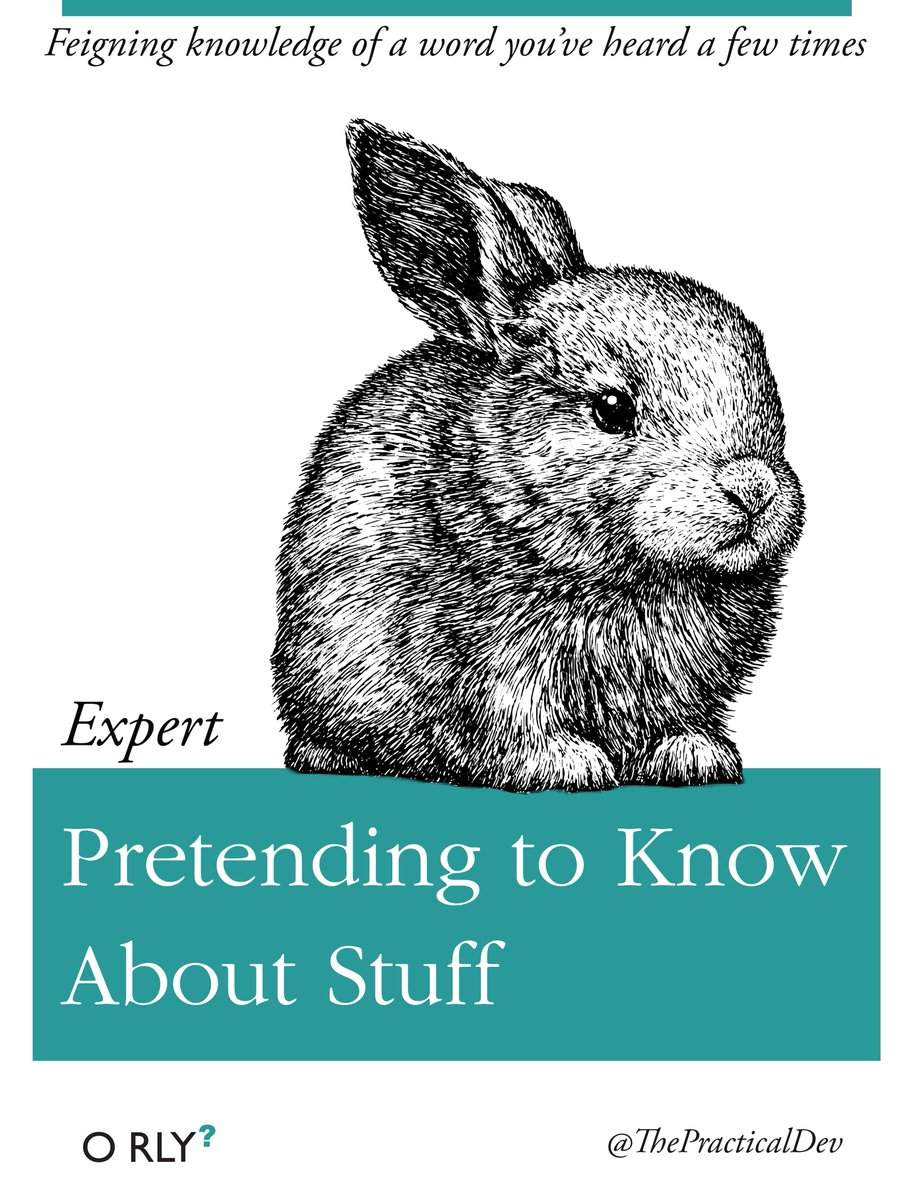 Feigning knowledge of a word you've heard a few times
Expert
Pretending to Know
About Stuff
O RLY?
@ThePracticalDev